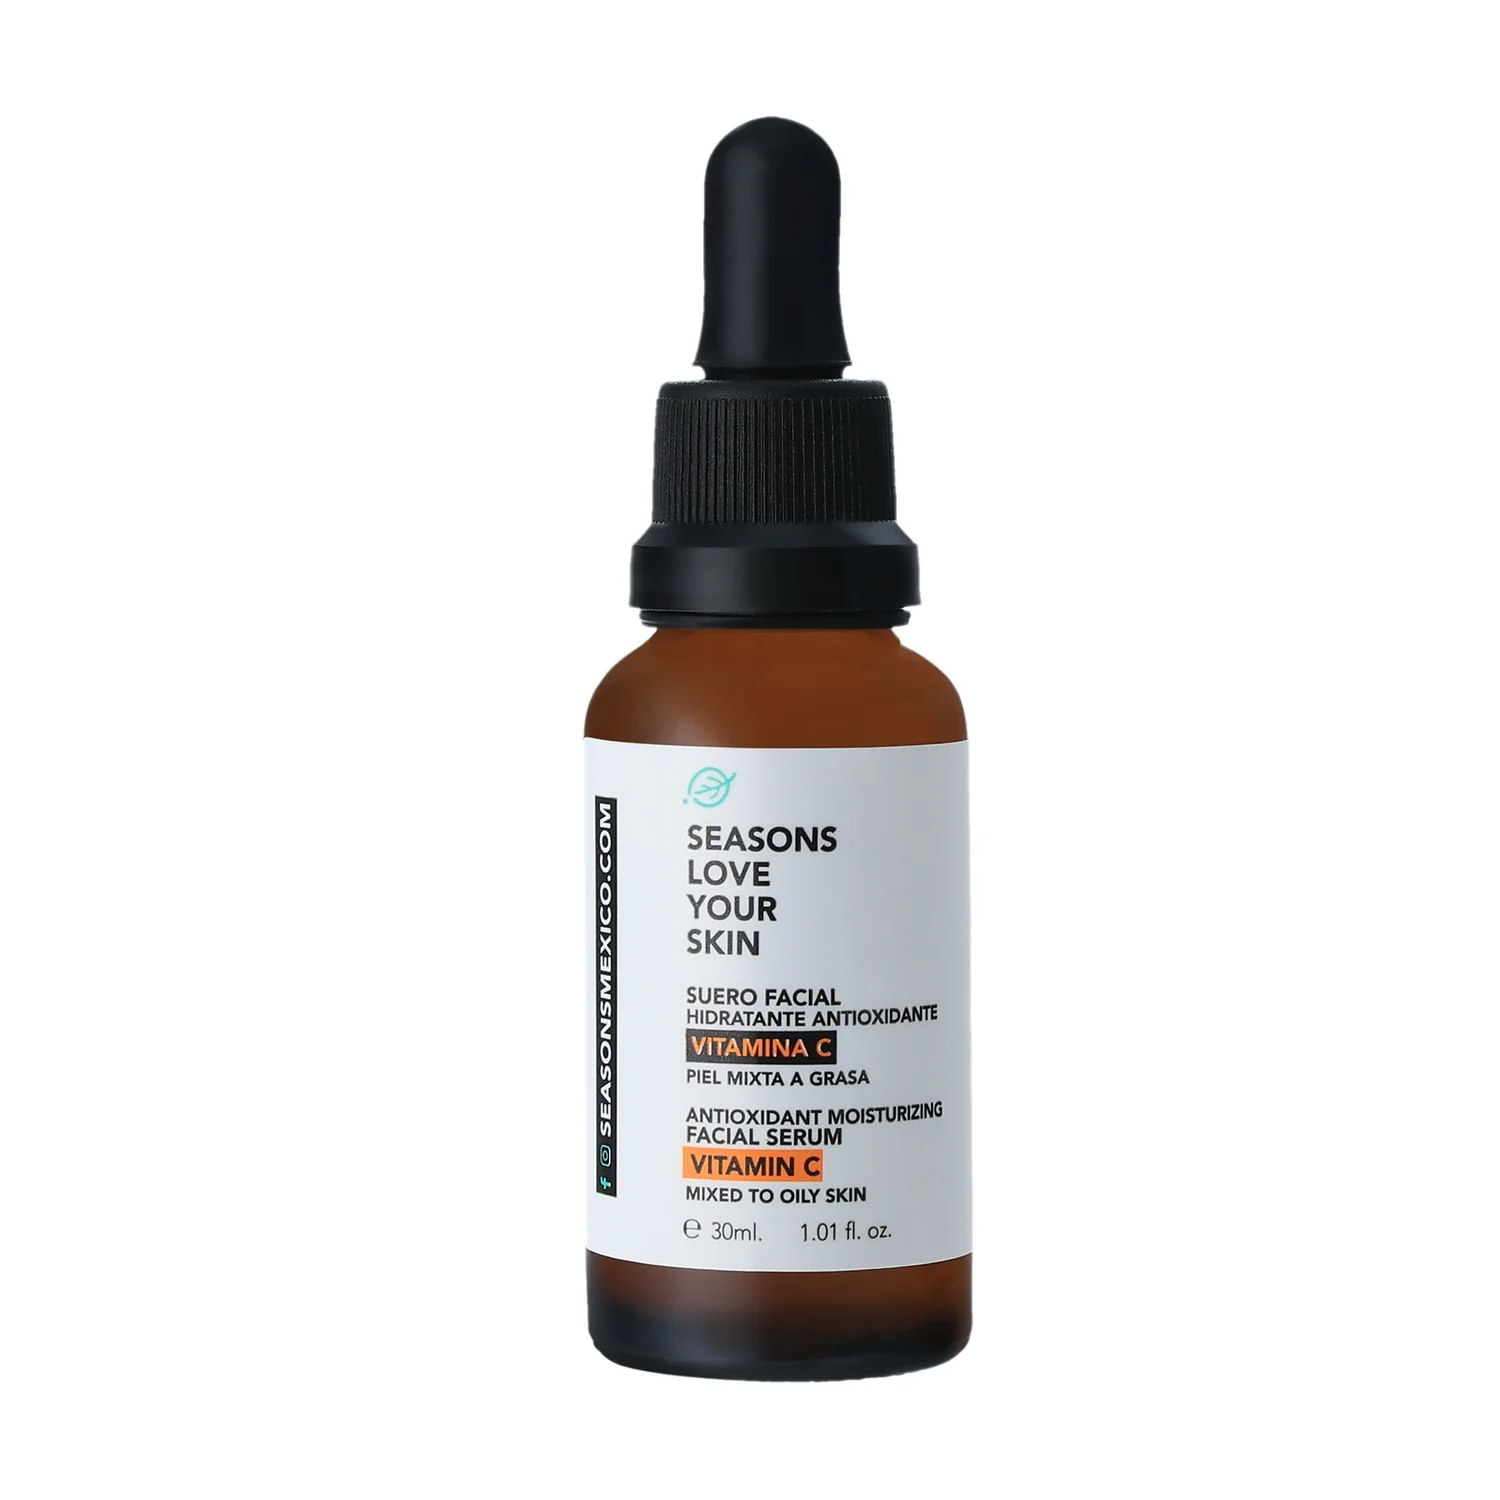 SEASONS
LOVE
YOUR
SKIN
SUERO FACIAL
HIDRATANTE ANTIOXIDANTE
VITAMINA C
PIEL MIXTA A GRASA
ANTIOXIDANT MOISTURIZING
FACIAL SERUM
VITAMIN C
MIXED TO OILY SKIN
℮ 30ml. 1.01 fl. oz.
SEASONSMEXICO.COM